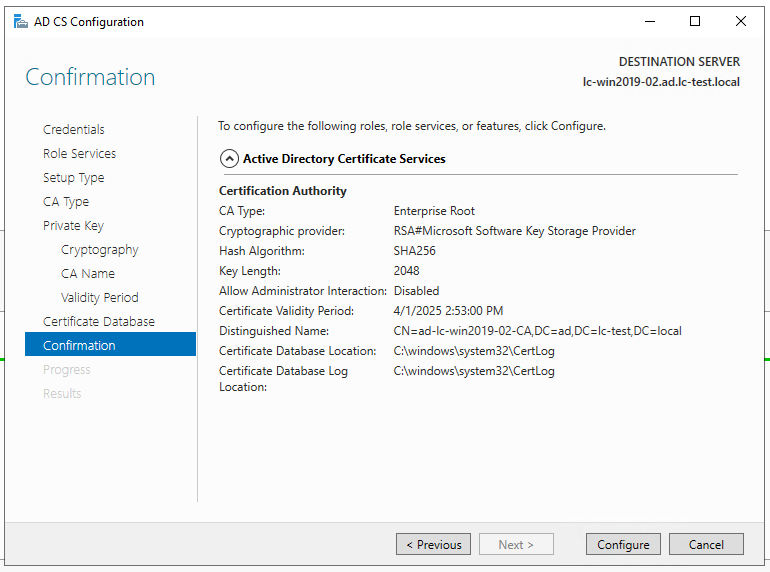 AD CS Configuration
Confirmation
DESTINATION SERVER
lc-win2019-02.ad.lc-test.local
Credentials
Role Services
Setup Type
CA Type
Private Key
Cryptography
CA Name
Validity Period
Certificate Database
Confirmation
Progress
Results
To configure the following roles, role services, or features, click Configure.
Active Directory Certificate Services
Certification Authority
CA Type: Enterprise Root
Cryptographic provider: RSA#Microsoft Software Key Storage Provider
Hash Algorithm: SHA256
Key Length: 2048
Allow Administrator Interaction: Disabled
Certificate Validity Period: 4/1/2025 2:53:00 PM
Distinguished Name: CN=ad-lc-win2019-02-CA,DC=ad,DC=lc-test,DC=local
Certificate Database Location: C:\windows\system32\CertLog
Certificate Database Log C:\windows\system32\CertLog
Location:
< Previous
Next >
Configure
Cancel